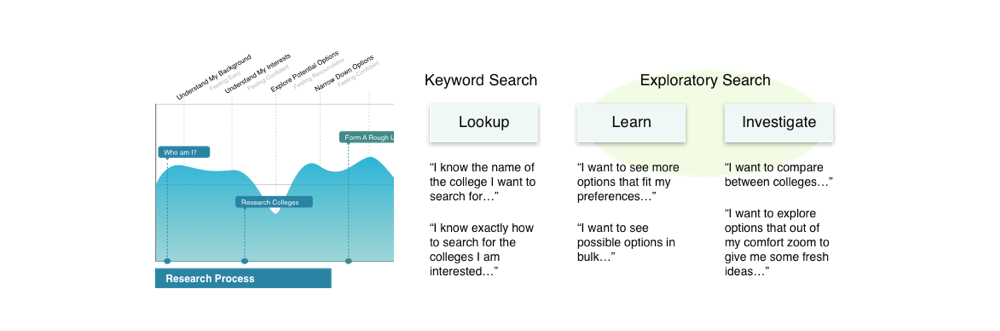 Understand My Background
Feeling Easy
Understand My Interests
Feeling Confident
Explore Potential Options
Feeling Resourceless
Narrow Down Options
Feeling Confident
Who am I?
Form A Rough L
Research Colleges
Research Process
Keyword Search
Exploratory Search
Lookup
Learn
Investigate
“I know the name of
the college I want to
search for…”
“I know exactly how
to search for the
colleges I am
interested…”
“I want to see more
options that fit my
preferences…”
“I want to see
possible options in
bulk…”
“I want to compare
between colleges…”
“I want to explore
options that out of
my comfort zoom to
give me some fresh
ideas…”